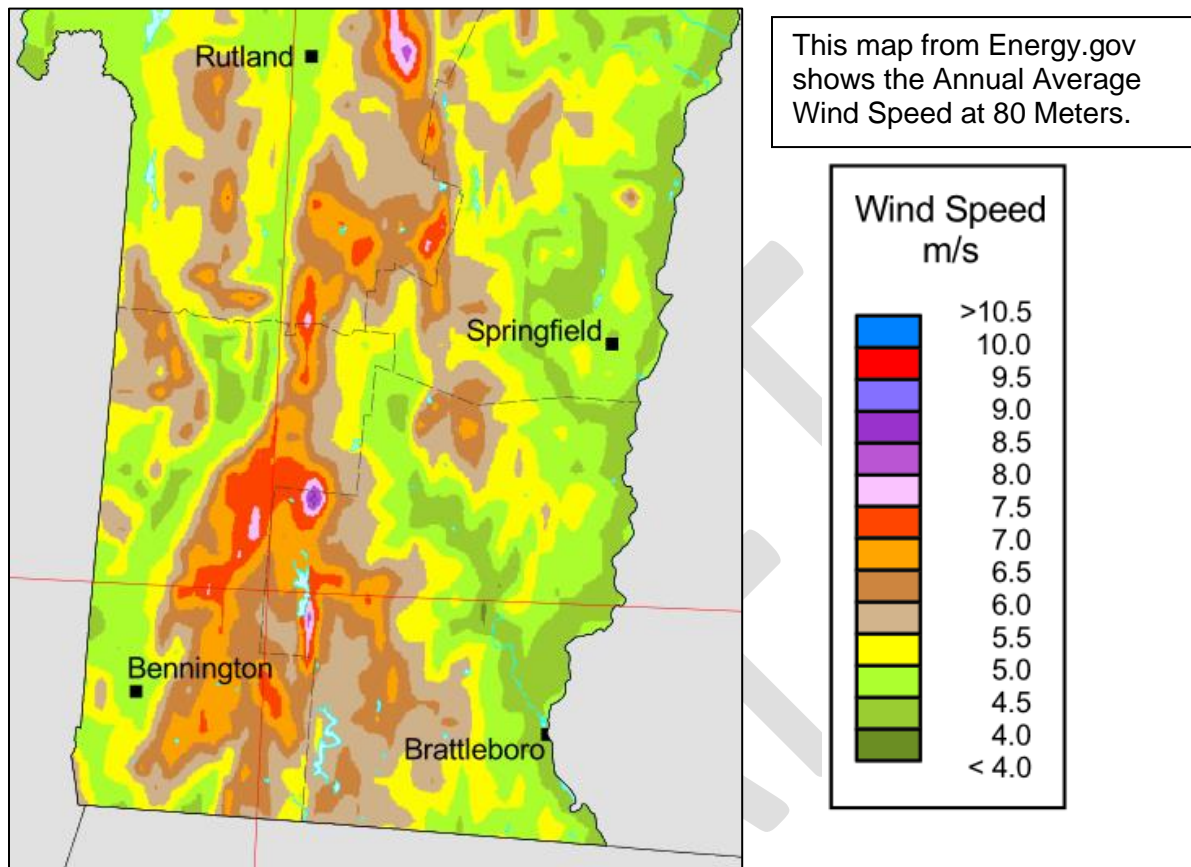 Rutland
Springfield
Bennington
Brattleboro
This map from Energy.gov
shows the Annual Average
Wind Speed at 80 Meters.
Wind Speed
m/s
>10.5
10.0
9.5
9.0
8.5
8.0
7.5
7.0
6.5
6.0
5.5
5.0
4.5
4.0
< 4.0